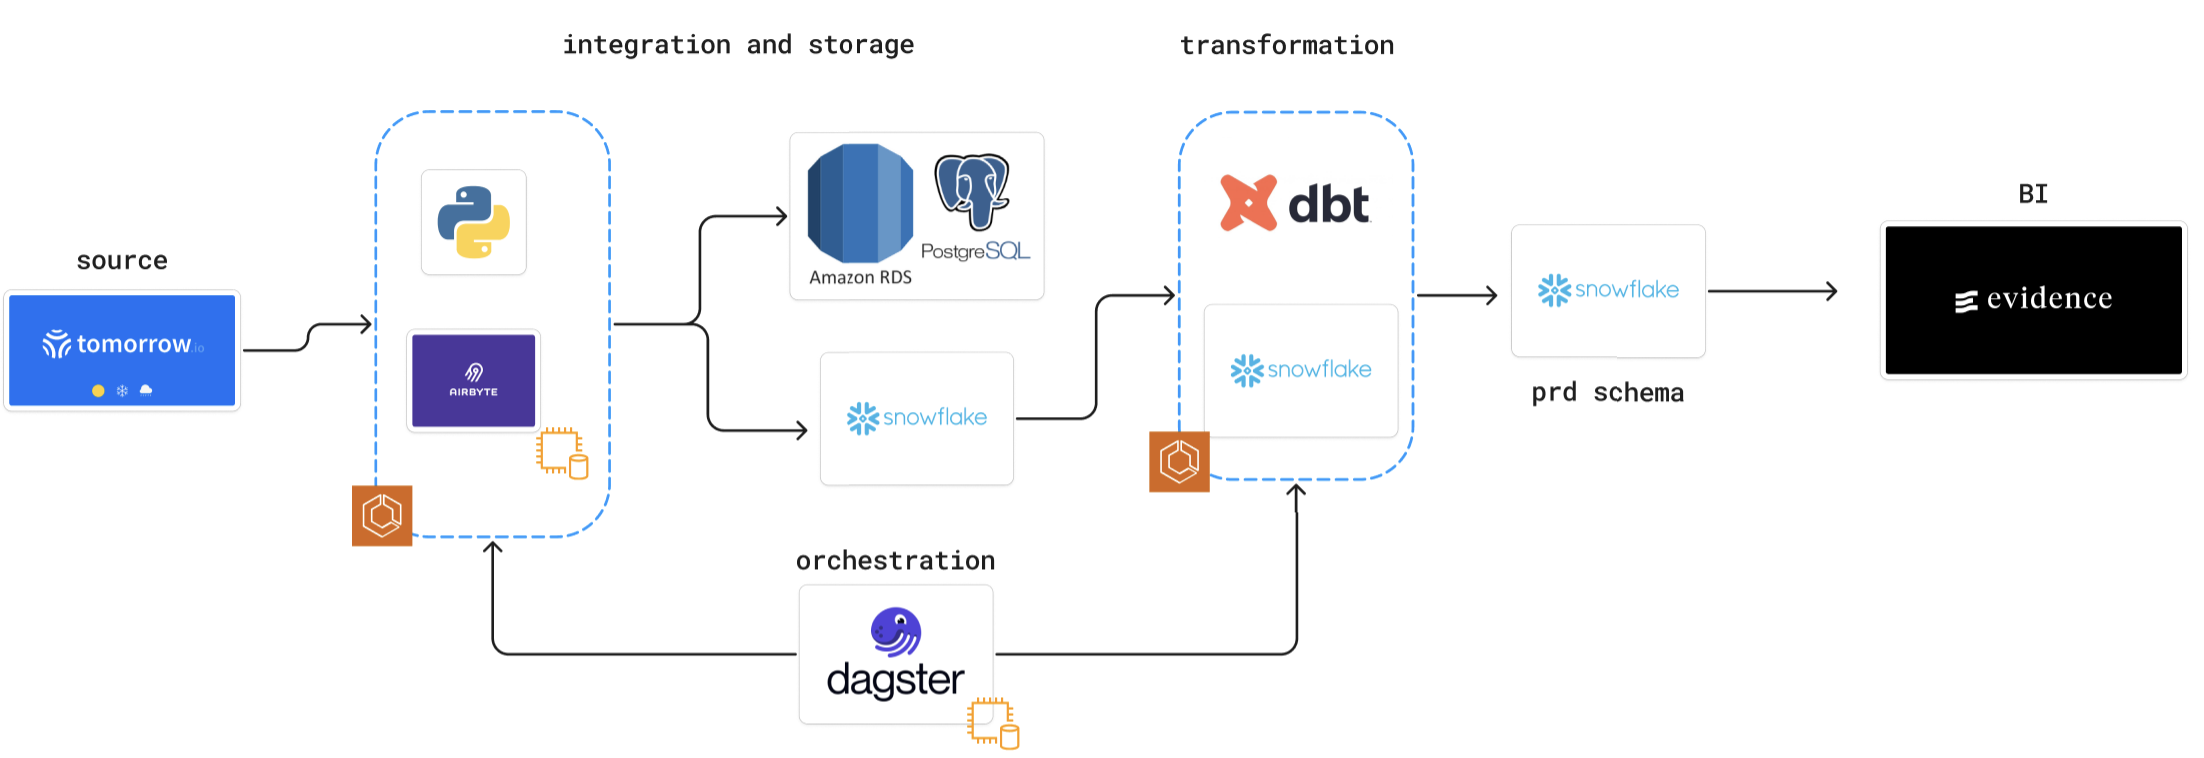 integration and storage
transformation
source
tomorrow.io
AIRBYTE
Amazon RDS
PostgreSQL
snowflake
dbt
snowflake
snowflake
prd schema
BI
evidence
orchestration
dagster